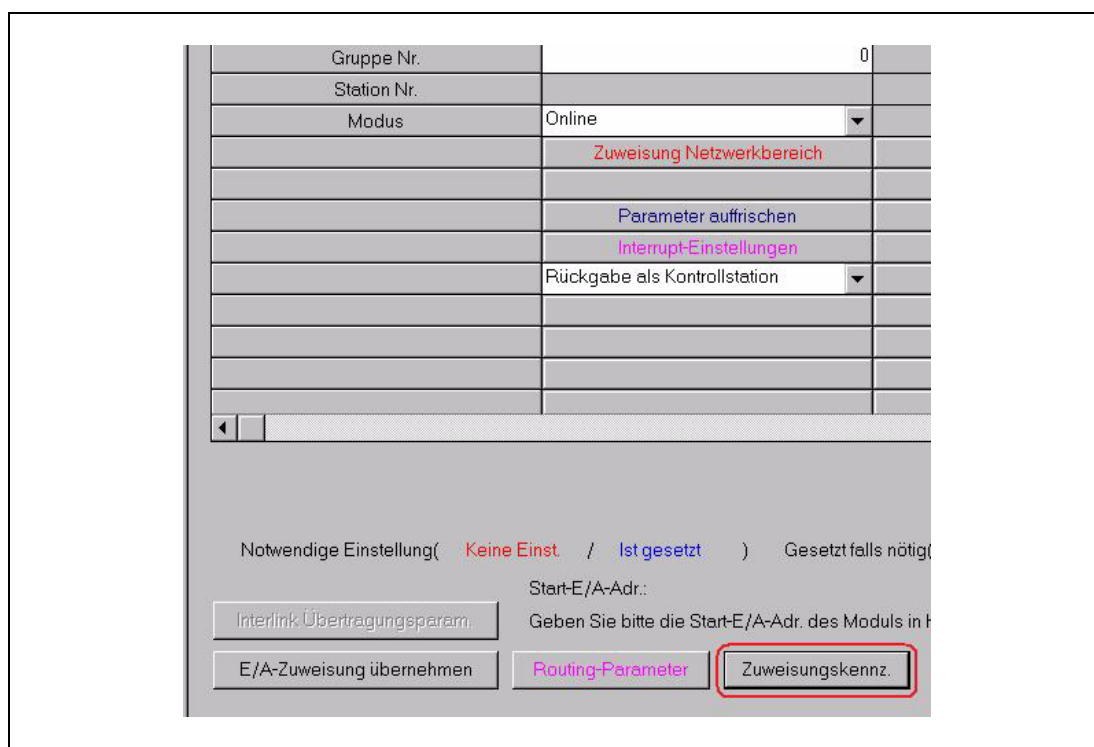 Gruppe Nr. 0
Station Nr.
Modus Online
Zuweisung Netzwerkbereich
Parameter auffrischen
Interrupt-Einstellungen
Rückgabe als Kontrollstation
Notwendige Einstellung( Keine Einst. / Ist gesetzt ) Gesetzt falls nötig(
Start-E/A-Adr.:
Interlink Übertragungsparam. Geben Sie bitte die Start-E/A-Adr. des Moduls in
E/A-Zuweisung übernehmen Routing-Parameter Zuweisungskennz.